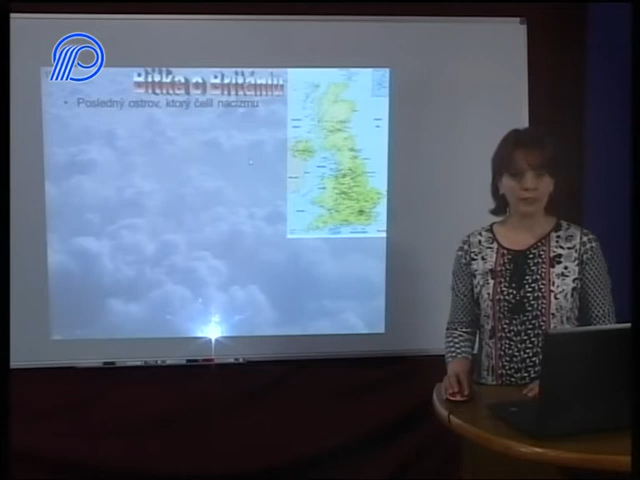 Bitka o Britániu
• Posledný ostrov, ktorý čelil nacizmu